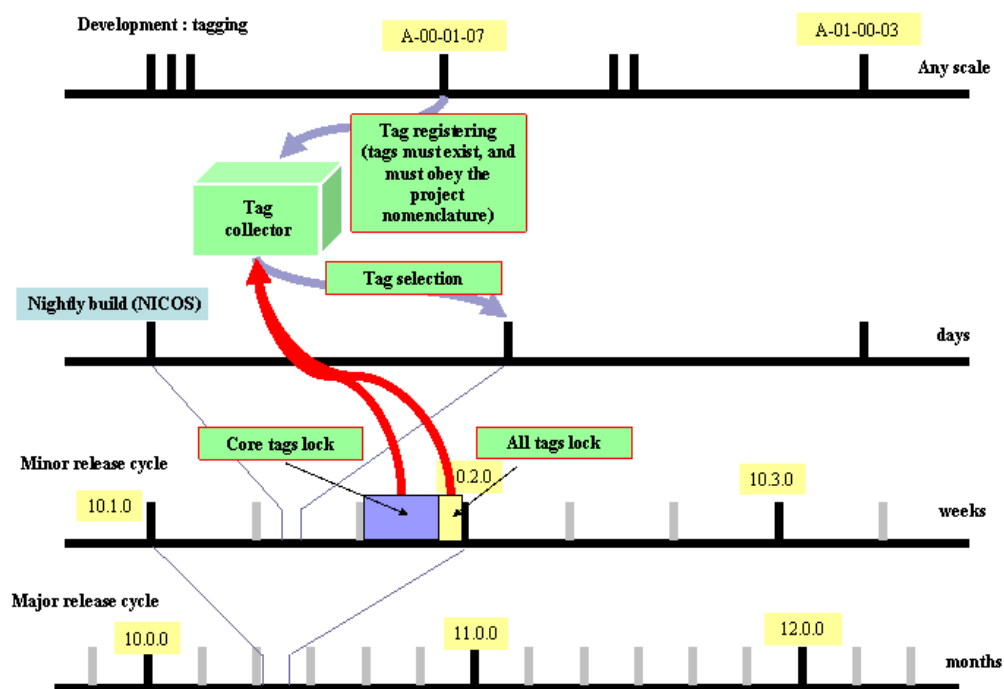 Development : tagging
A-00-01-07
A-01-00-03
Any scale
Tag registering
(tags must exist, and
must obey the
project
nomenclature)
Tag
collector
Tag selection
Nightly build (NICOS)
days
Core tags lock
All tags lock
Minor release cycle
10.1.0
0.2.0
10.3.0
weeks
Major release cycle
10.0.0
11.0.0
12.0.0
months